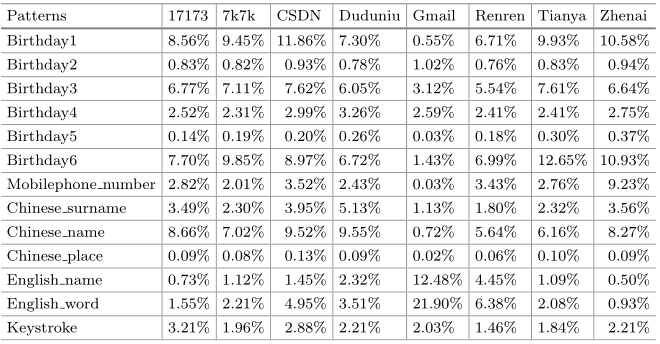 Patterns 17173 7k7k CSDN Duduniu Gmail Renren Tianya Zhenai
Birthday1 8.56% 9.45% 11.86% 7.30% 0.55% 6.71% 9.93% 10.58%
Birthday2 0.83% 0.82% 0.93% 0.78% 1.02% 0.76% 0.83% 0.94%
Birthday3 6.77% 7.11% 7.62% 6.05% 3.12% 5.54% 7.61% 6.64%
Birthday4 2.52% 2.31% 2.99% 3.26% 2.59% 2.41% 2.41% 2.75%
Birthday5 0.14% 0.19% 0.20% 0.26% 0.03% 0.18% 0.30% 0.37%
Birthday6 7.70% 9.85% 8.97% 6.72% 1.43% 6.99% 12.65% 10.93%
Mobilephone_number 2.82% 2.01% 3.52% 2.43% 0.03% 3.43% 2.76% 9.23%
Chinese_surname 3.49% 2.30% 3.95% 5.13% 1.13% 1.80% 2.32% 3.56%
Chinese_name 8.66% 7.02% 9.52% 9.55% 0.72% 5.64% 6.16% 8.27%
Chinese_place 0.09% 0.08% 0.13% 0.09% 0.02% 0.06% 0.10% 0.09%
English_name 0.73% 1.12% 1.45% 2.32% 12.48% 4.45% 1.09% 0.50%
English_word 1.55% 2.21% 4.95% 3.51% 21.90% 6.38% 2.08% 0.93%
Keystroke 3.21% 1.96% 2.88% 2.21% 2.03% 1.46% 1.84% 2.21%